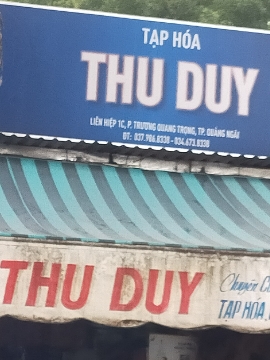 TẠP HÓA
THU DUY
LIÊN HIỆP 1C, P. TRƯƠNG QUANG TRỌNG, TP. QUẢNG NGÃI
ĐT: 037.986.8338 - 034.673.8338
THU DUY
Chuyên
TẠP HÓA,